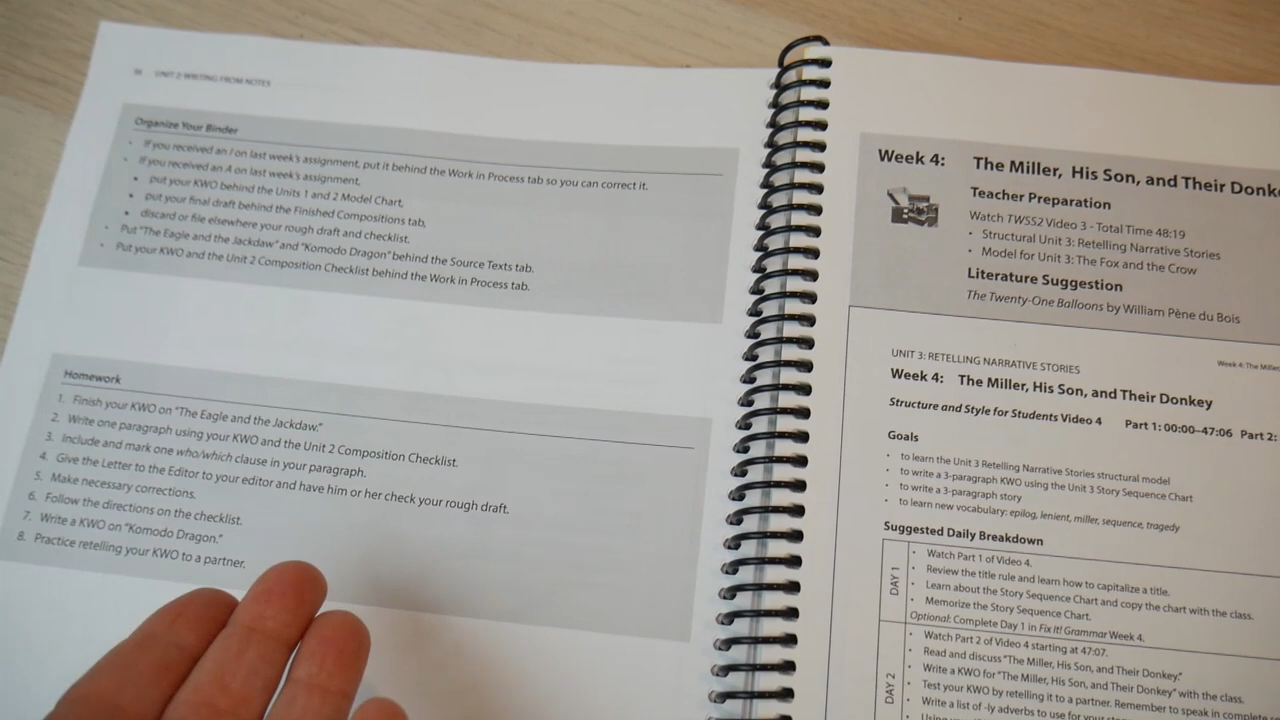 UNIT 2: WRITING FROM NOTES
Organize Your Binder
• If you received an I on last week's assignment, put it behind the Work in Process tab so you can correct it.
• If you received an A on last week's assignment,
• put your KWO behind the Units 1 and 2 Model Chart,
• put your final draft behind the Finished Compositions tab,
• discard or file elsewhere your rough draft and checklist.
• Put "The Eagle and the Jackdaw" and "Komodo Dragon" behind the Source Texts tab.
• Put your KWO and the Unit 2 Composition Checklist behind the Work in Process tab.
Homework
1. Finish your KWO on "The Eagle and the Jackdaw."
2. Write one paragraph using your KWO and the Unit 2 Composition Checklist.
3. Include and mark one who/which clause in your paragraph.
4. Give the Letter to the Editor to your editor and have him or her check your rough draft.
5. Make necessary corrections.
6. Follow the directions on the checklist.
7. Write a KWO on "Komodo Dragon."
8. Practice retelling your KWO to a partner.
Week 4: The Miller, His Son, and Their Donke
Teacher Preparation
Watch TWSS2 Video 3 - Total Time 48:19
• Structural Unit 3: Retelling Narrative Stories
• Model for Unit 3: The Fox and the Crow
Literature Suggestion
The Twenty-One Balloons by William Pène du Bois
UNIT 3: RETELLING NARRATIVE STORIES
Week 4: The Miller,
Week 4: The Miller, His Son, and Their Donkey
Structure and Style for Students Video 4 Part 1: 00:00–47:06 Part 2:
Goals
• to learn the Unit 3 Retelling Narrative Stories structural model
• to write a 3-paragraph KWO using the Unit 3 Story Sequence Chart
• to write a 3-paragraph story
• to learn new vocabulary: epilog, lenient, miller, sequence, tragedy
Suggested Daily Breakdown
DAY 1
• Watch Part 1 of Video 4.
• Review the title rule and learn how to capitalize a title.
• Learn about the Story Sequence Chart and copy the chart with the class.
• Memorize the Story Sequence Chart.
Optional: Complete Day 1 in Fix It! Grammar Week 4.
DAY 2
• Watch Part 2 of Video 4 starting at 47:07.
• Read and discuss "The Miller, His Son, and Their Donkey."
• Write a KWO for "The Miller, His Son, and Their Donkey" with the class.
• Test your KWO by retelling it to a partner. Remember to speak in complete
• Write a list of -ly adverbs to use for your